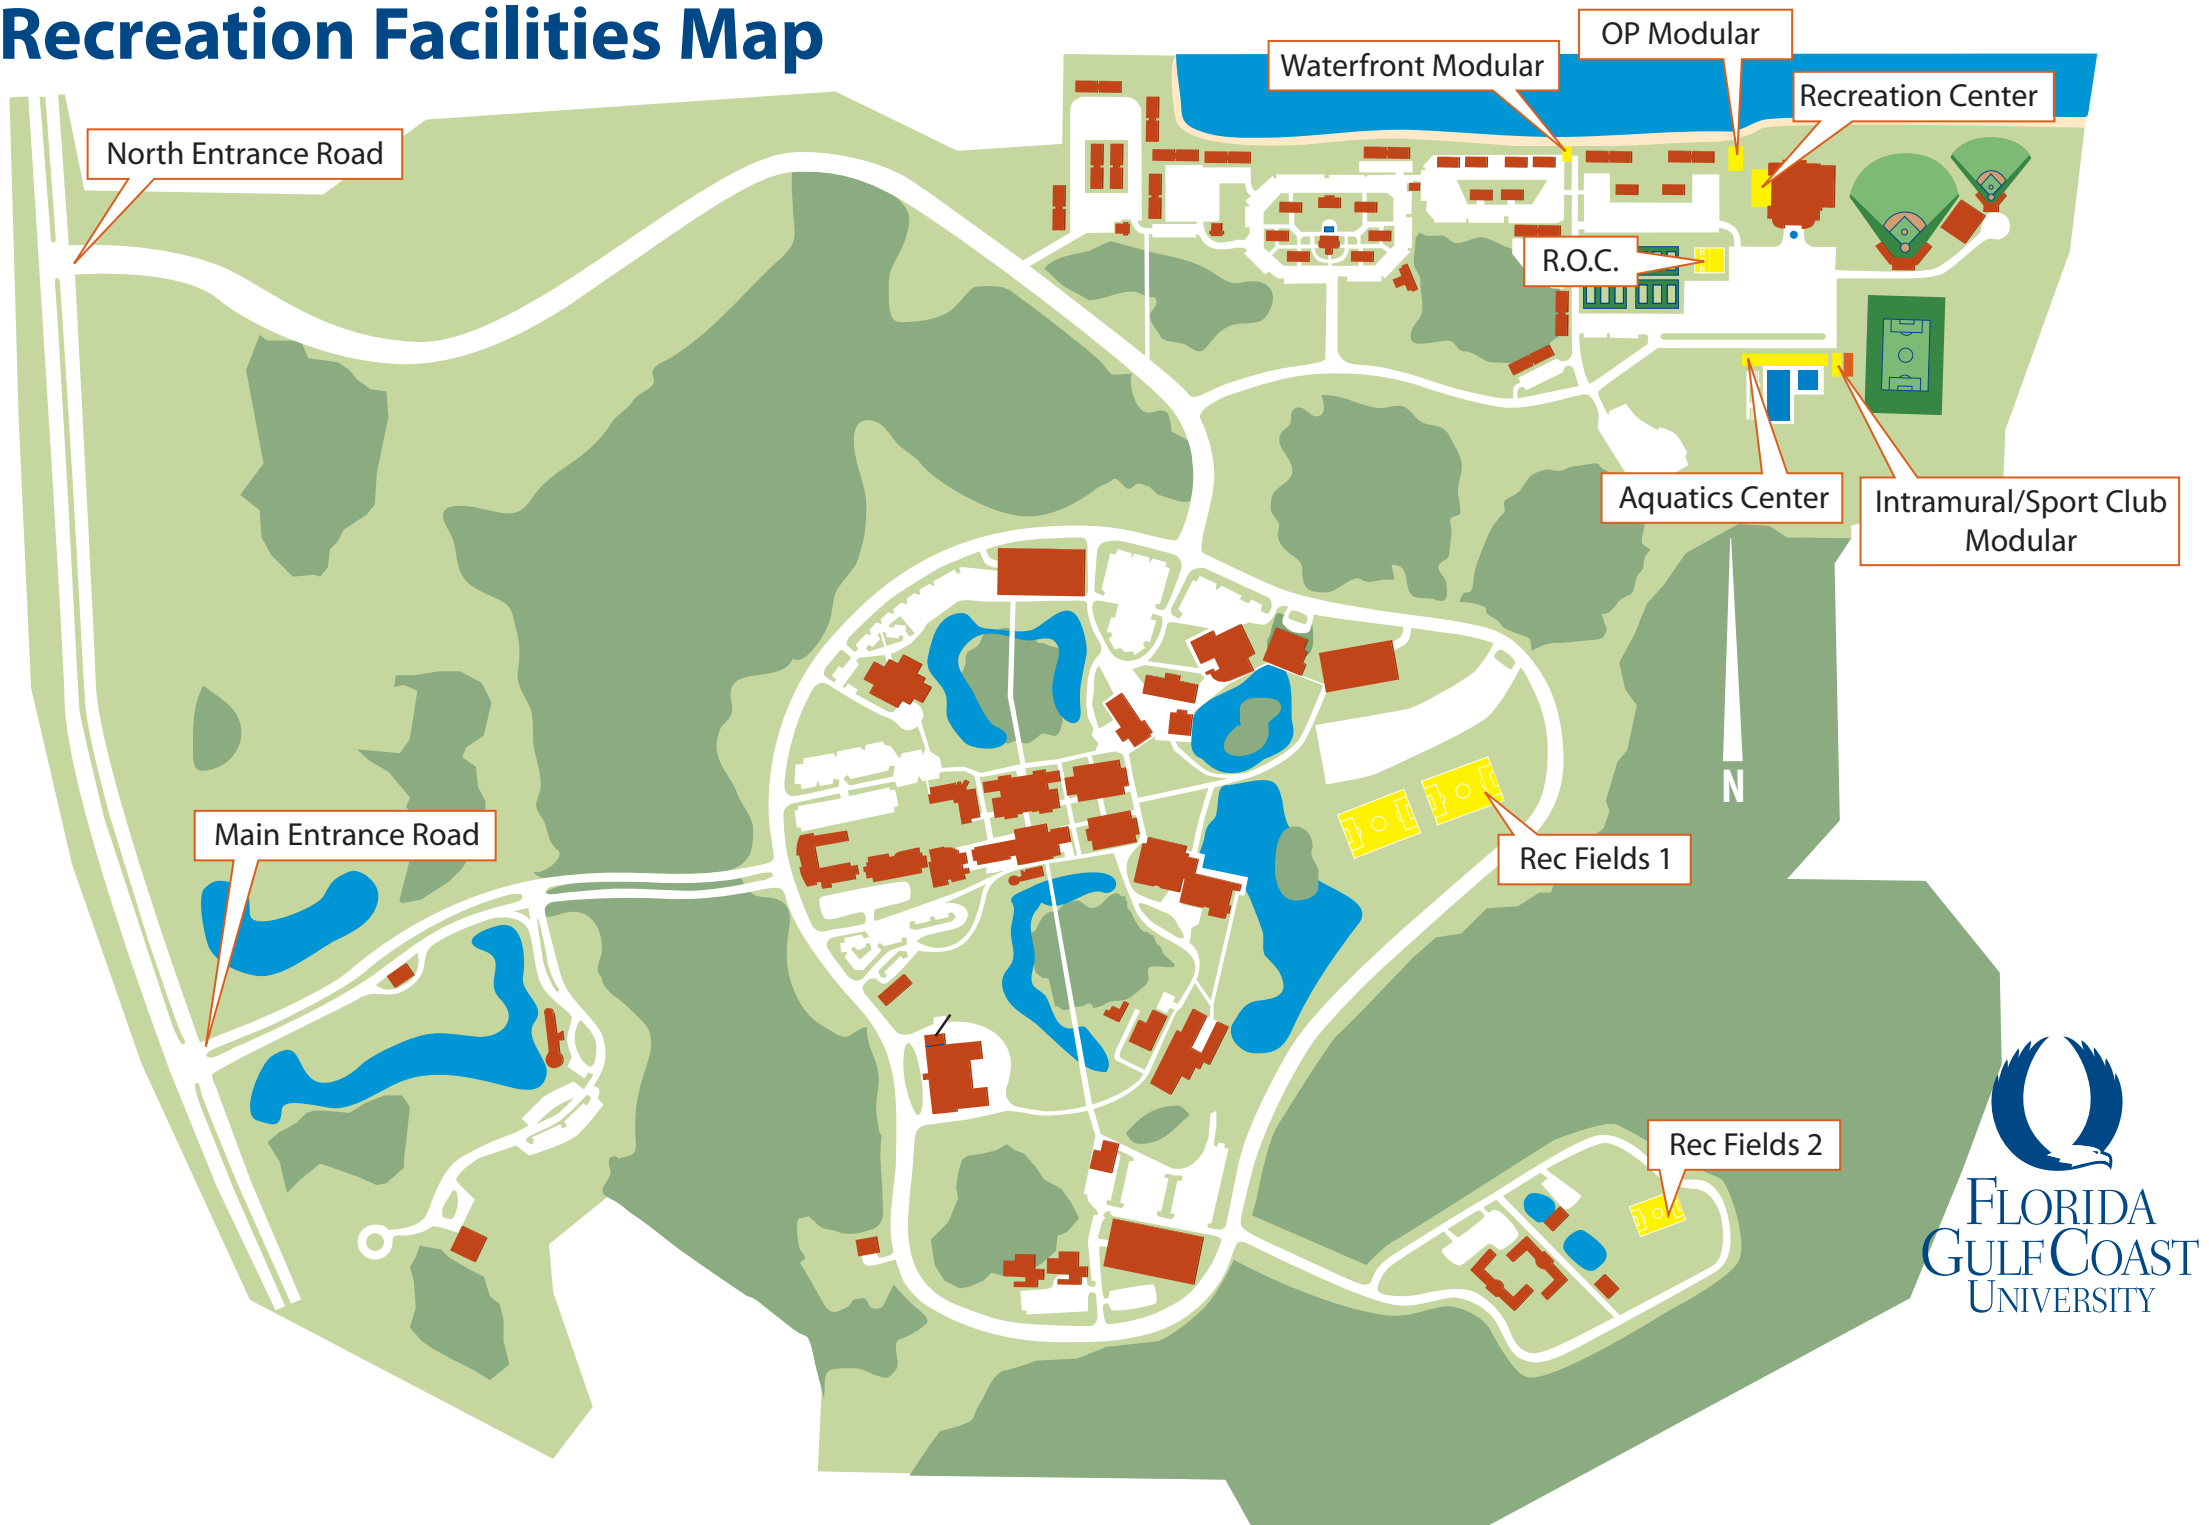 Recreation Facilities Map
OP Modular
Waterfront Modular
Recreation Center
North Entrance Road
R.O.C.
Aquatics Center
Intramural/Sport Club
Modular
N
Main Entrance Road
Rec Fields 1
Rec Fields 2
FLORIDA
GULF COAST
UNIVERSITY